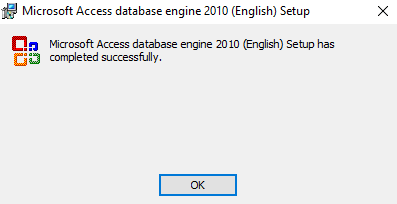 Microsoft Access database engine 2010 (English) Setup
Microsoft Access database engine 2010 (English) Setup has
completed successfully.
OK